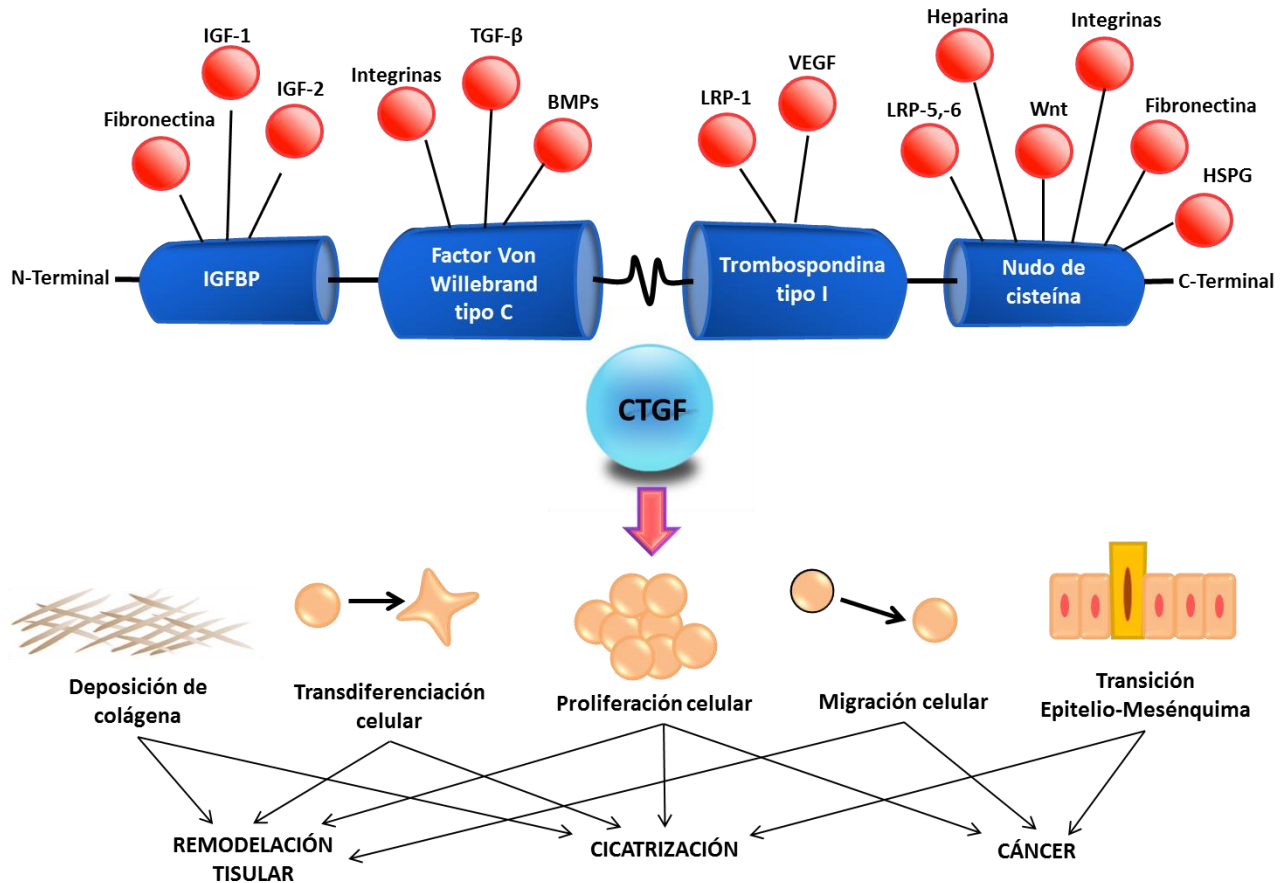 IGF-1
TGF-β
Heparina
Integrinas
Integrinas
IGF-2
VEGF
BMPs
LRP-1
Fibronectina
LRP-5,-6
Wnt
Fibronectina
HSPG
N-Terminal
IGFBP
Factor Von
Willebrand
tipo C
Trombospondina
tipo I
Nudo de
cisteína
C-Terminal
CTGF
Deposición de
colágena
Transdiferenciación
celular
Proliferación celular
Migración celular
Transición
Epitelio-Mesénquima
REMODELACIÓN
TISULAR
CICATRIZACIÓN
CÁNCER